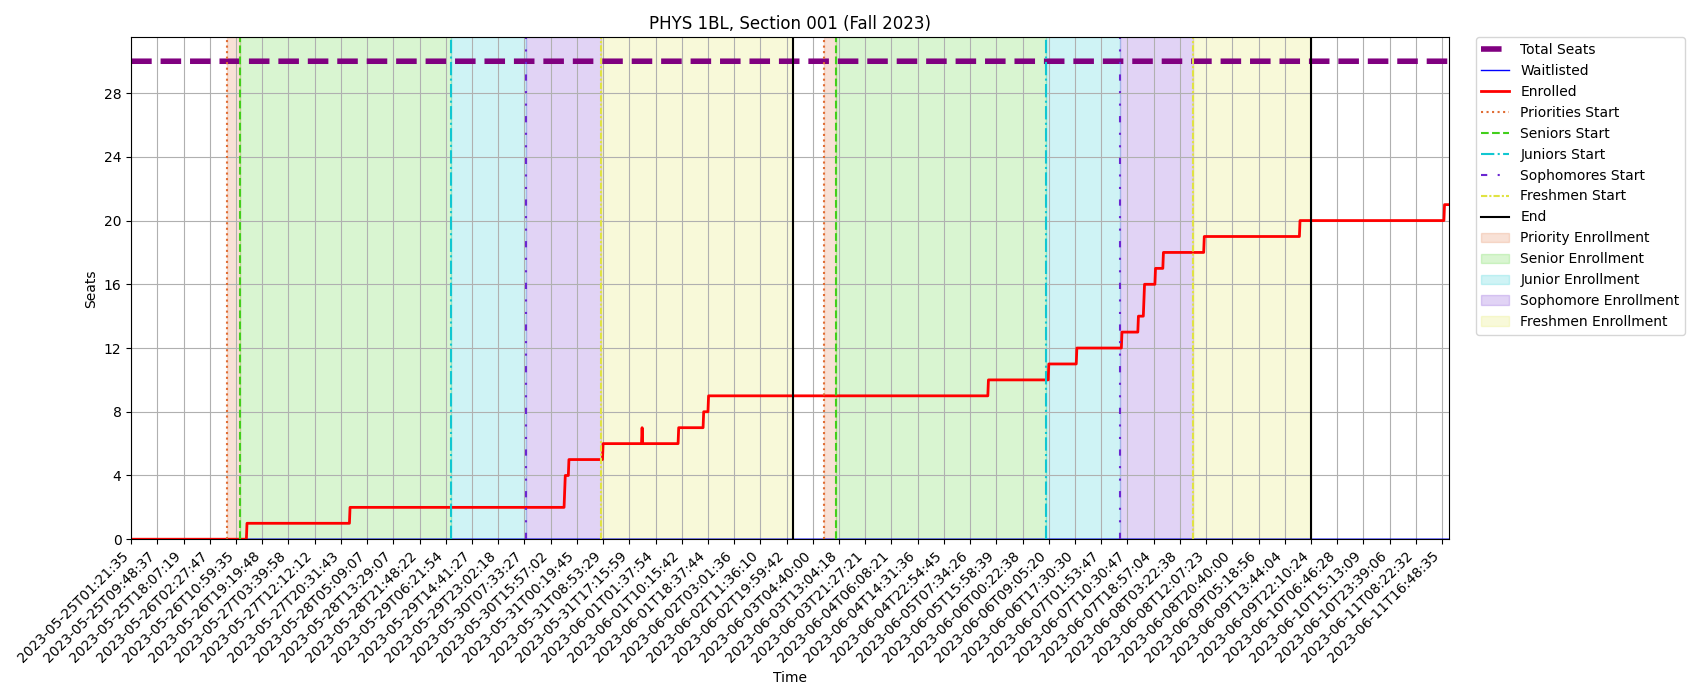 PHYS 1BL, Section 001 (Fall 2023)
Seats
28
24
20
16
12
8
4
0
2023-05-25T01:21:35
2023-05-25T09:48:37
2023-05-25T18:07:19
2023-05-26T02:27:47
2023-05-26T10:59:35
2023-05-26T19:19:48
2023-05-27T03:39:58
2023-05-27T12:12:12
2023-05-27T20:31:43
2023-05-28T05:09:07
2023-05-28T13:29:07
2023-05-28T21:48:22
2023-05-29T06:21:54
2023-05-29T14:41:27
2023-05-29T23:02:18
2023-05-30T07:33:27
2023-05-30T15:57:02
2023-05-31T00:19:45
2023-05-31T08:53:29
2023-05-31T17:15:59
2023-06-01T01:37:54
2023-06-01T10:15:42
2023-06-01T18:37:44
2023-06-02T03:01:36
2023-06-02T11:36:10
2023-06-02T19:59:42
2023-06-03T04:40:00
2023-06-03T13:04:18
2023-06-03T21:27:21
2023-06-04T06:08:21
2023-06-04T14:31:36
2023-06-04T22:54:45
2023-06-05T07:34:26
2023-06-05T15:58:39
2023-06-06T00:22:38
2023-06-06T09:05:20
2023-06-06T17:30:30
2023-06-07T01:53:47
2023-06-07T10:30:47
2023-06-07T18:57:04
2023-06-08T03:22:38
2023-06-08T12:07:23
2023-06-08T20:40:00
2023-06-09T05:18:56
2023-06-09T13:44:04
2023-06-09T22:10:24
2023-06-10T06:46:28
2023-06-10T15:13:09
2023-06-10T23:39:06
2023-06-11T08:22:32
2023-06-11T16:48:35
Time
Total Seats
Waitlisted
Enrolled
Priorities Start
Seniors Start
Juniors Start
Sophomores Start
Freshmen Start
End
Priority Enrollment
Senior Enrollment
Junior Enrollment
Sophomore Enrollment
Freshmen Enrollment